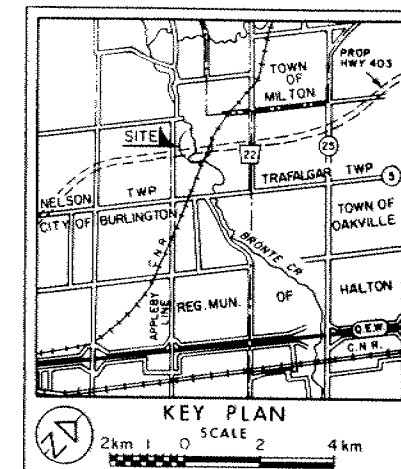 PROP
HWY 403
TOWN
OF
MILTON
SITE
22
25
NELSON TWP
TRAFALGAR TWP
5
CITY OF BURLINGTON
TOWN OF
OAKVILLE
BRONTE CR
C.N.R.
APPLEBY
LINE
REG. MUN. OF HALTON
Q.E.W.
C.N.R.
KEY PLAN
SCALE
2km 1 0 2 4 km
N